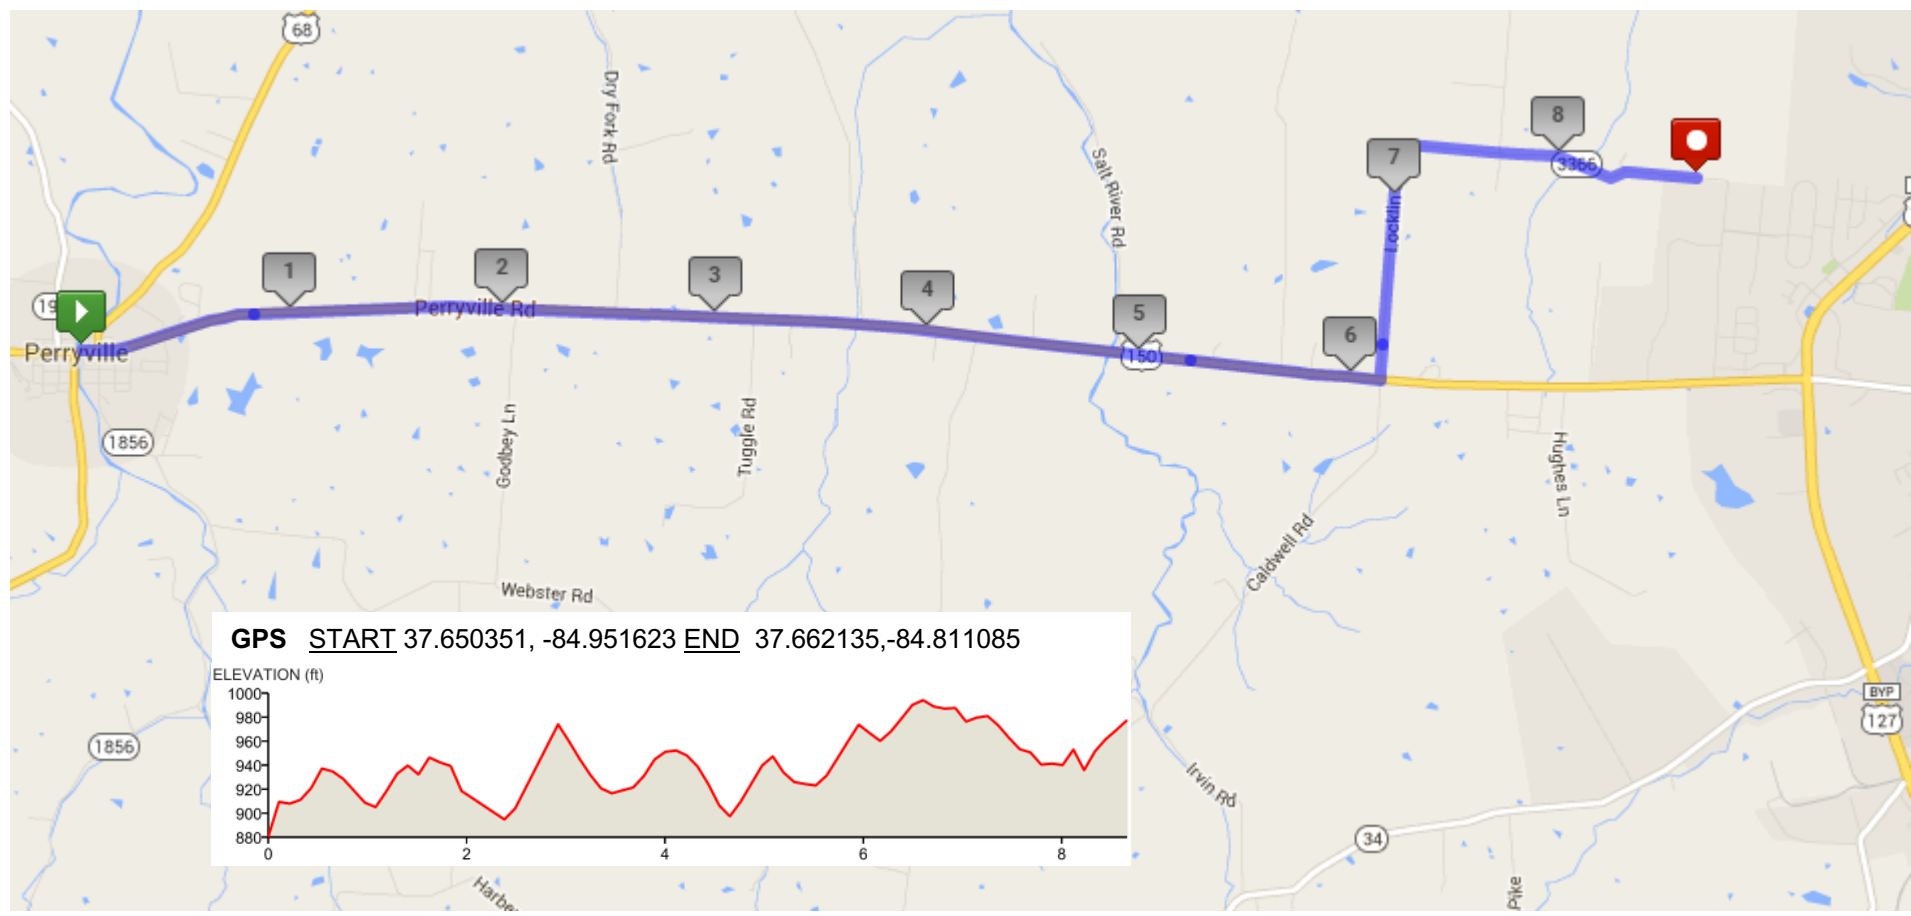 68
Dry Fork Rd
8
3366
7
Salt River Rd
Locklin
1
2
3
4
5
6
19
Perryville Rd
Perryville
150
1856
Godbey Ln
Tuggle Rd
Hughes Ln
Caldwell Rd
Webster Rd
GPS START 37.650351, -84.951623 END 37.662135,-84.811085
ELEVATION (ft)
1000
980
960
940
920
900
880
0 2 4 6 8
BYP
127
1856
Irvin Rd
34
Pike